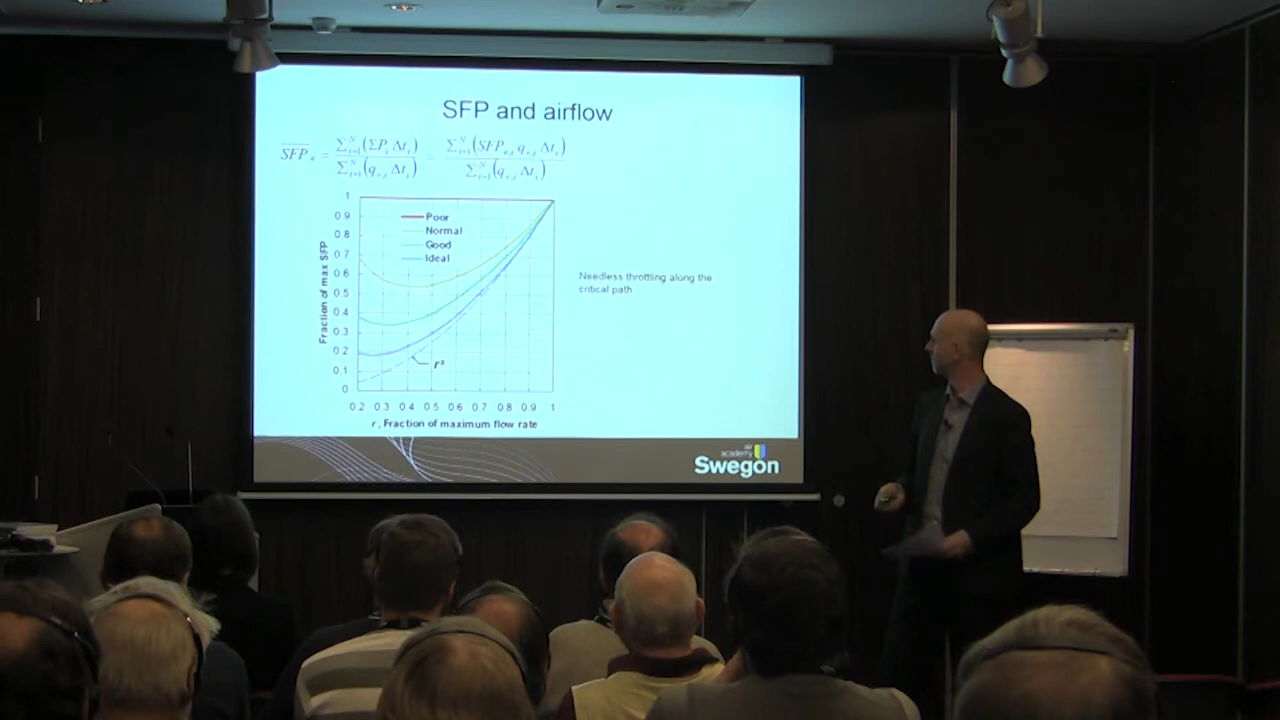 SFP and airflow
Poor
Normal
Good
Ideal
Fraction of max SFP
1
0.9
0.8
0.7
0.6
0.5
0.4
0.3
0.2
0.1
0
0.2 0.3 0.4 0.5 0.6 0.7 0.8 0.9 1
r, Fraction of maximum flow rate
Needless throttling along the
critical path
air
academy
Swegon